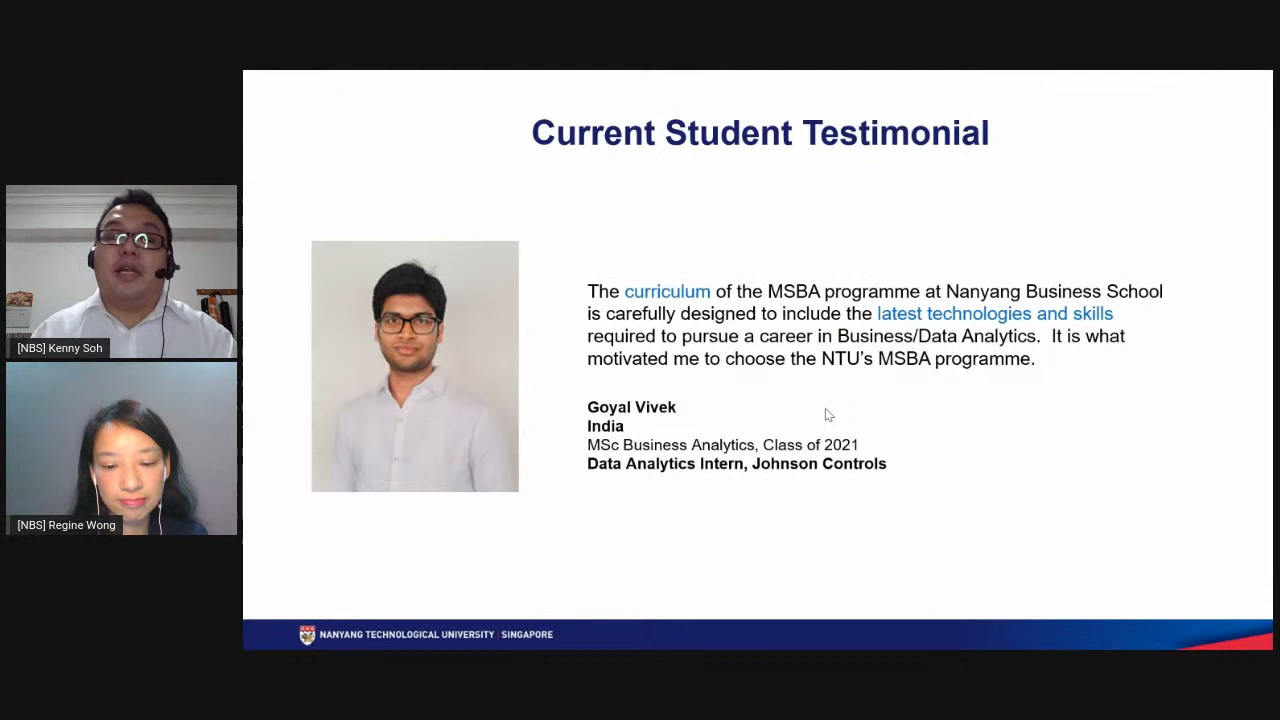 Current Student Testimonial
[NBS] Kenny Soh
[NBS] Regine Wong
The curriculum of the MSBA programme at Nanyang Business School
is carefully designed to include the latest technologies and skills
required to pursue a career in Business/Data Analytics.  It is what
motivated me to choose the NTU's MSBA programme.
Goyal Vivek
India
MSc Business Analytics, Class of 2021
Data Analytics Intern, Johnson Controls
NANYANG TECHNOLOGICAL UNIVERSITY | SINGAPORE